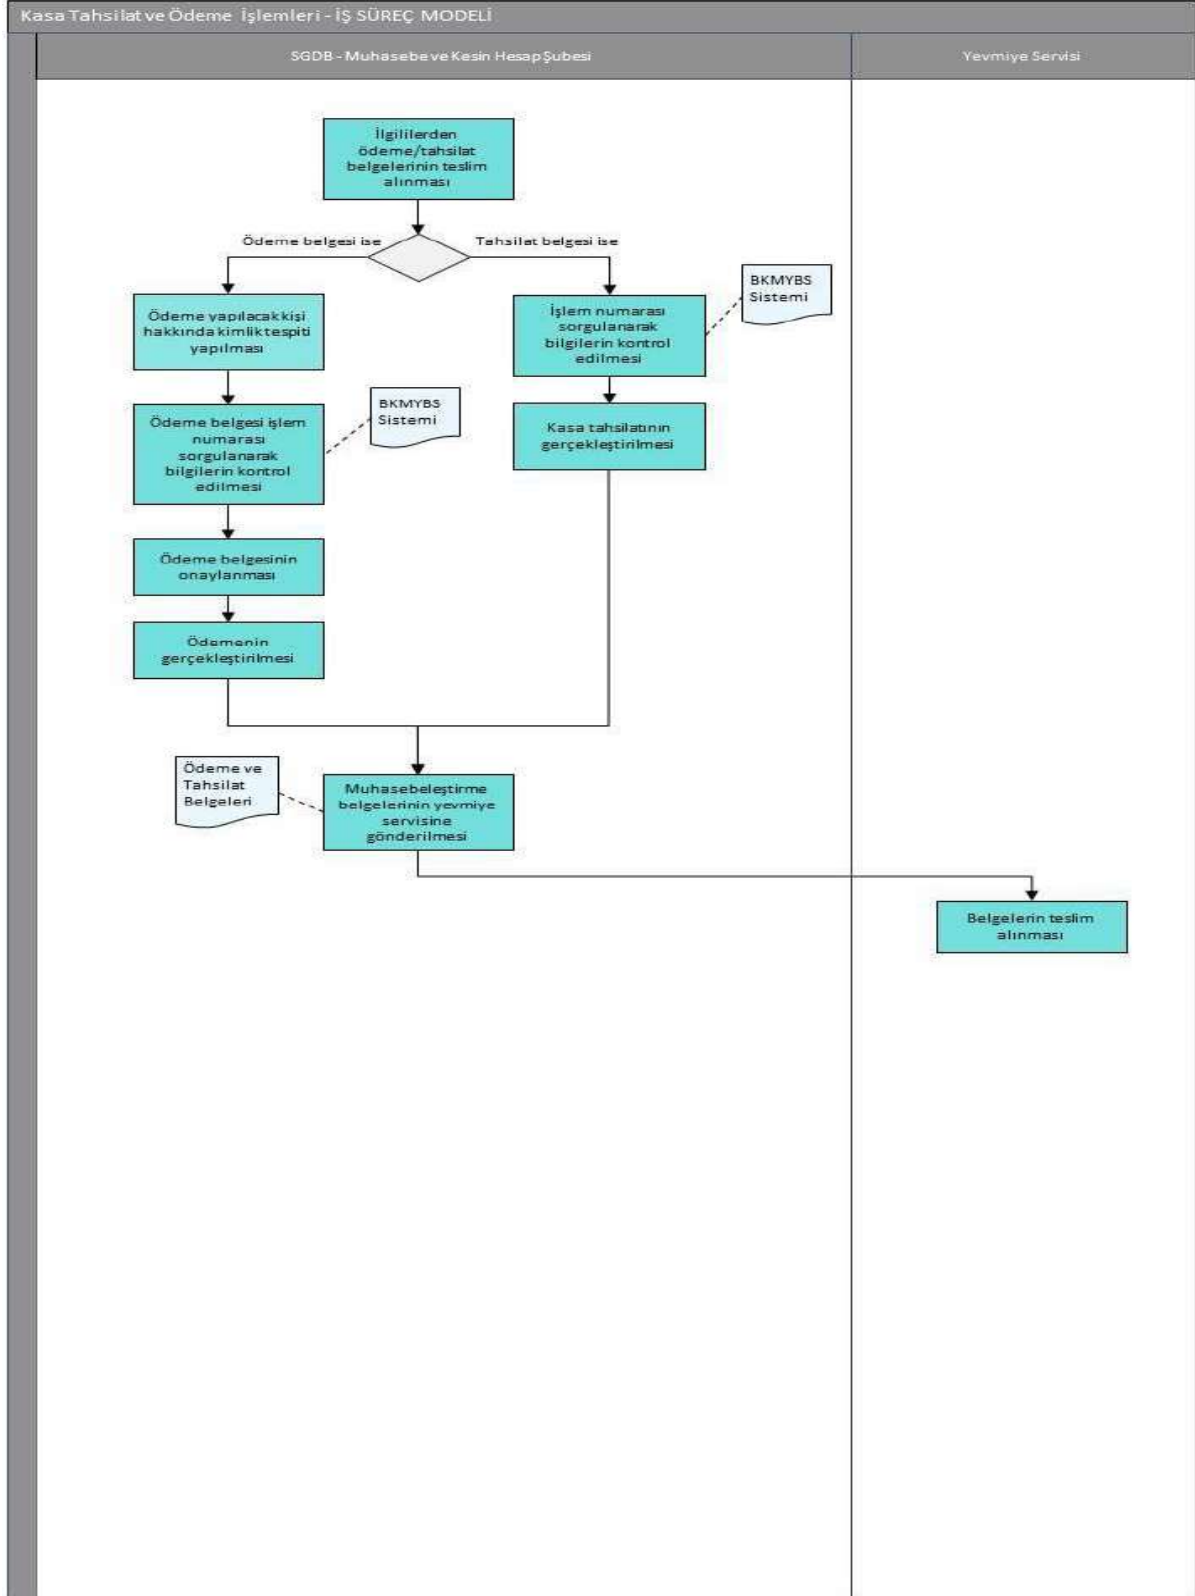 Kasa Tahsilat ve Ödeme İşlemleri - İŞ SÜREÇ MODELİ
SGDB - Muhasebe ve Kesin Hesap Şubesi
Yevmiye Servisi
İlgililerden
ödeme/tahsilat
belgelerinin teslim
alınması
Ödeme belgesi ise
Tahsilat belgesi ise
Ödeme yapılacak kişi
hakkında kimlik tespiti
yapılması
İşlem numarası
sorgulanarak
bilgilerin kontrol
edilmesi
BKMYBS
Sistemi
Ödeme belgesi işlem
numarası
sorgulanarak
bilgilerin kontrol
edilmesi
BKMYBS
Sistemi
Kasa tahsilatının
gerçekleştirilmesi
Ödeme belgesinin
onaylanması
Ödemenin
gerçekleştirilmesi
Ödeme ve
Tahsilat
Belgeleri
Muhasebeleştirme
belgelerinin yevmiye
servisine
gönderilmesi
Belgelerin teslim
alınması